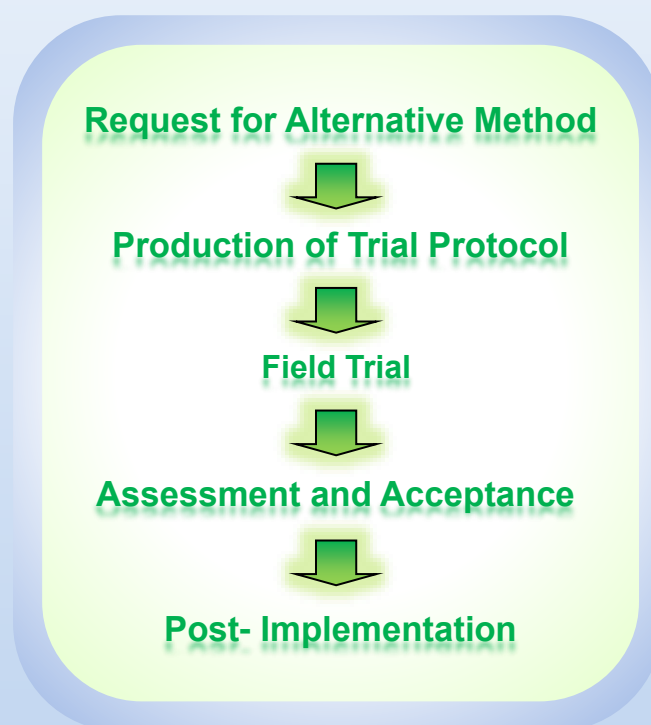 Request for Alternative Method
Production of Trial Protocol
Field Trial
Assessment and Acceptance
Post- Implementation